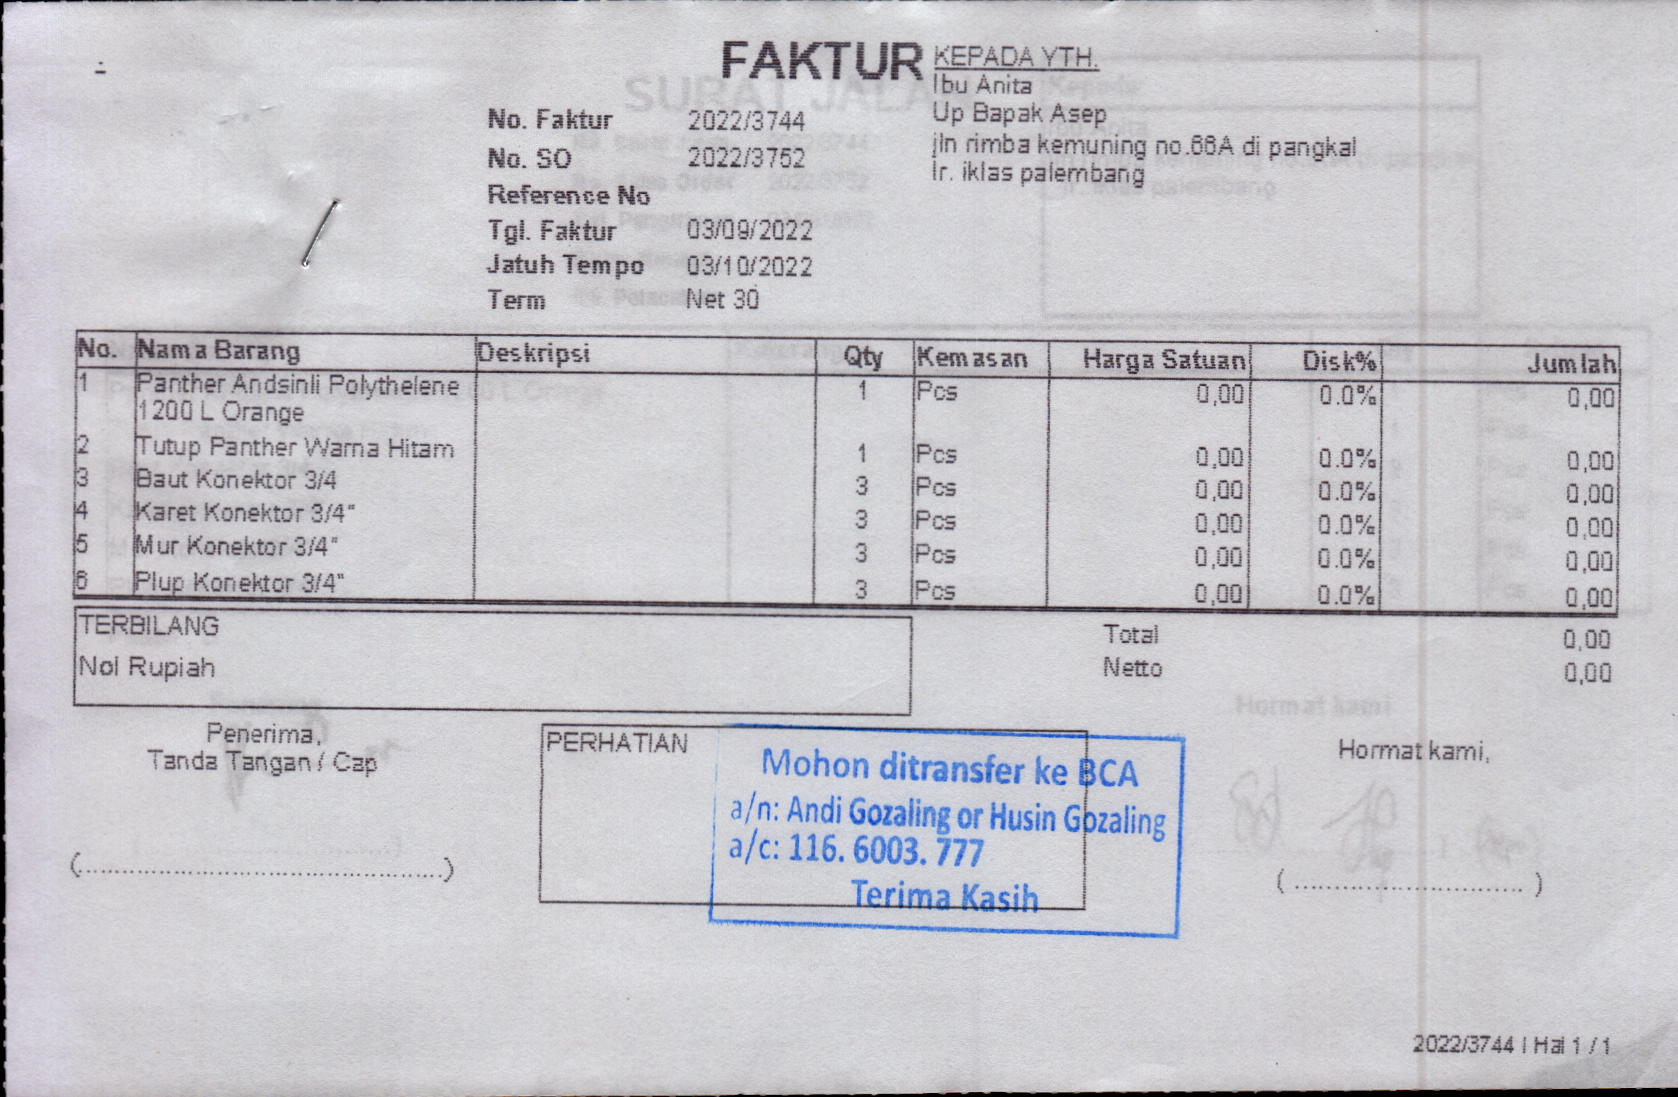 FAKTUR
KEPADA YTH.
Ibu Anita
Up Bapak Asep
jln rimba kemuning no.66A di pangkal
lr. iklas palembang
No. Faktur 2022/3744
No. SO 2022/3752
Reference No
Tgl. Faktur 03/09/2022
Jatuh Tempo 03/10/2022
Term Net 30
No. Nama Barang Deskripsi Qty Kemasan Harga Satuan Disk% Jumlah
1 Panther Andsinli Polythelene 1 Pcs 0,00 0.0% 0,00
1200 L Orange
2 Tutup Panther Warna Hitam 1 Pcs 0,00 0.0% 0,00
3 Baut Konektor 3/4 3 Pcs 0,00 0.0% 0,00
4 Karet Konektor 3/4" 3 Pcs 0,00 0.0% 0,00
5 Mur Konektor 3/4" 3 Pcs 0,00 0.0% 0,00
6 Plup Konektor 3/4" 3 Pcs 0,00 0.0% 0,00
TERBILANG
Nol Rupiah
Total 0,00
Netto 0,00
Penerima,
Tanda Tangan / Cap
(..............................................)
PERHATIAN
Mohon ditransfer ke BCA
a/n: Andi Gozaling or Husin Gozaling
a/c: 116. 6003. 777
Terima Kasih
Hormat kami,
( ............................. )
2022/3744 | Hal 1 / 1